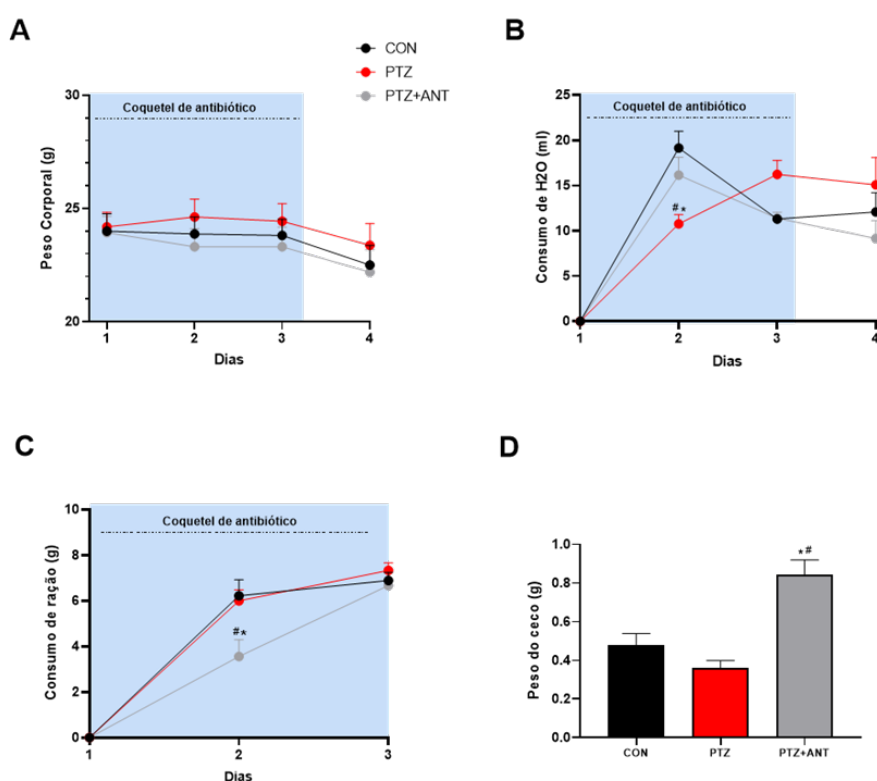 A
CON
PTZ
PTZ+ANT
Coquetel de antibiótico
Peso Corporal (g)
30
25
20
1 2 3 4
Dias
B
Coquetel de antibiótico
Consumo de H2O (ml)
25
20
15
10
5
0
#*
1 2 3 4
Dias
C
Coquetel de antibiótico
Consumo de ração (g)
10
8
6
4
2
0
#*
1 2 3
Dias
D
Peso do ceco (g)
1.0
0.8
0.6
0.4
0.2
0.0
*#
CON PTZ PTZ+ANT